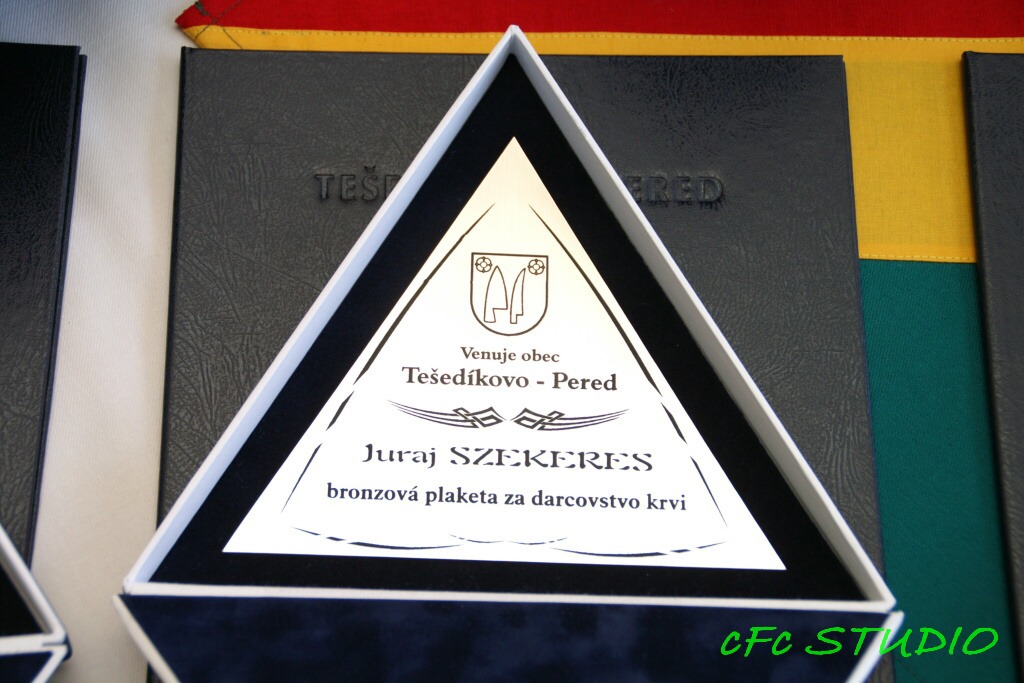 Venuje obec
Tešedíkovo - Pered
Juraj SZEKERES
bronzová plaketa za darcovstvo krvi
cFc STUDIO